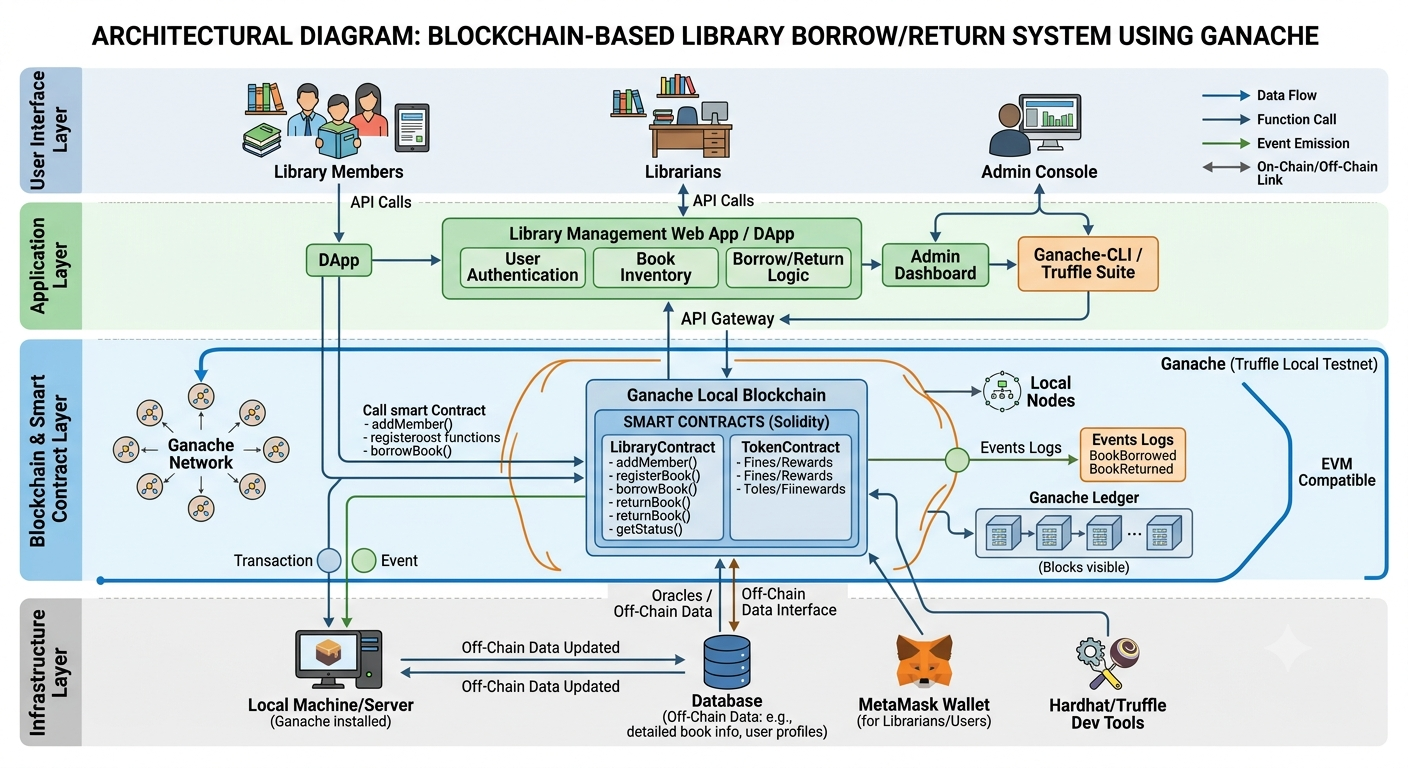 ARCHITECTURAL DIAGRAM: BLOCKCHAIN-BASED LIBRARY BORROW/RETURN SYSTEM USING GANACHE
User Interface
Layer
Library Members
Librarians
Admin Console
Data Flow
Function Call
Event Emission
On-Chain/Off-Chain
Link
Application
Layer
API Calls
API Calls
DApp
Library Management Web App / DApp
User
Authentication
Book
Inventory
Borrow/Return
Logic
Admin
Dashboard
Ganache-CLI /
Truffle Suite
API Gateway
Blockchain & Smart
Contract Layer
Ganache (Truffle Local Testnet)
Ganache
Network
Call smart Contract
- addMember()
- registeroost functions
- borrowBook()
Ganache Local Blockchain
SMART CONTRACTS (Solidity)
LibraryContract
- addMember()
- registerBook()
- borrowBook()
- returnBook()
- returnBook()
- getStatus()
TokenContract
- Fines/Rewards
- Fines/Rewards
- Toles/Fiinewards
Local
Nodes
Events Logs
Events Logs
BookBorrowed
BookReturned
EVM
Compatible
Ganache Ledger
(Blocks visible)
Transaction
Event
Infrastructure
Layer
Oracles /
Off-Chain Data
Off-Chain
Data Interface
Off-Chain Data Updated
Off-Chain Data Updated
Local Machine/Server
(Ganache installed)
Database
(Off-Chain Data: e.g.,
detailed book info, user profiles)
MetaMask Wallet
(for Librarians/Users)
Hardhat/Truffle
Dev Tools